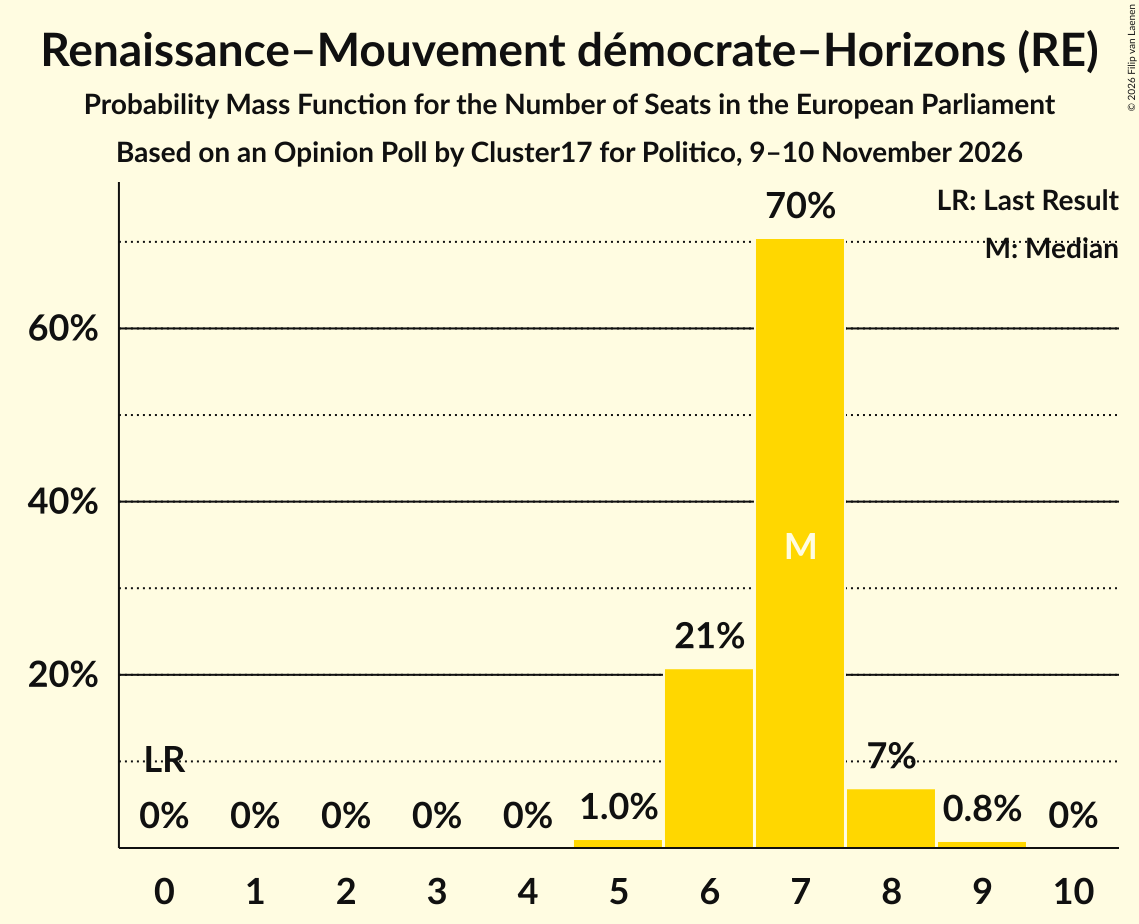 Renaissance–Mouvement démocrate–Horizons (RE)
Probability Mass Function for the Number of Seats in the European Parliament
Based on an Opinion Poll by Cluster17 for Politico, 9–10 November 2026
© 2026 Filip van Laenen
LR: Last Result
M: Median
70%
60%
40%
M
21%
20%
LR
7%
0% 0% 0% 0% 0% 1.0% 0.8% 0%
0 1 2 3 4 5 6 7 8 9 10